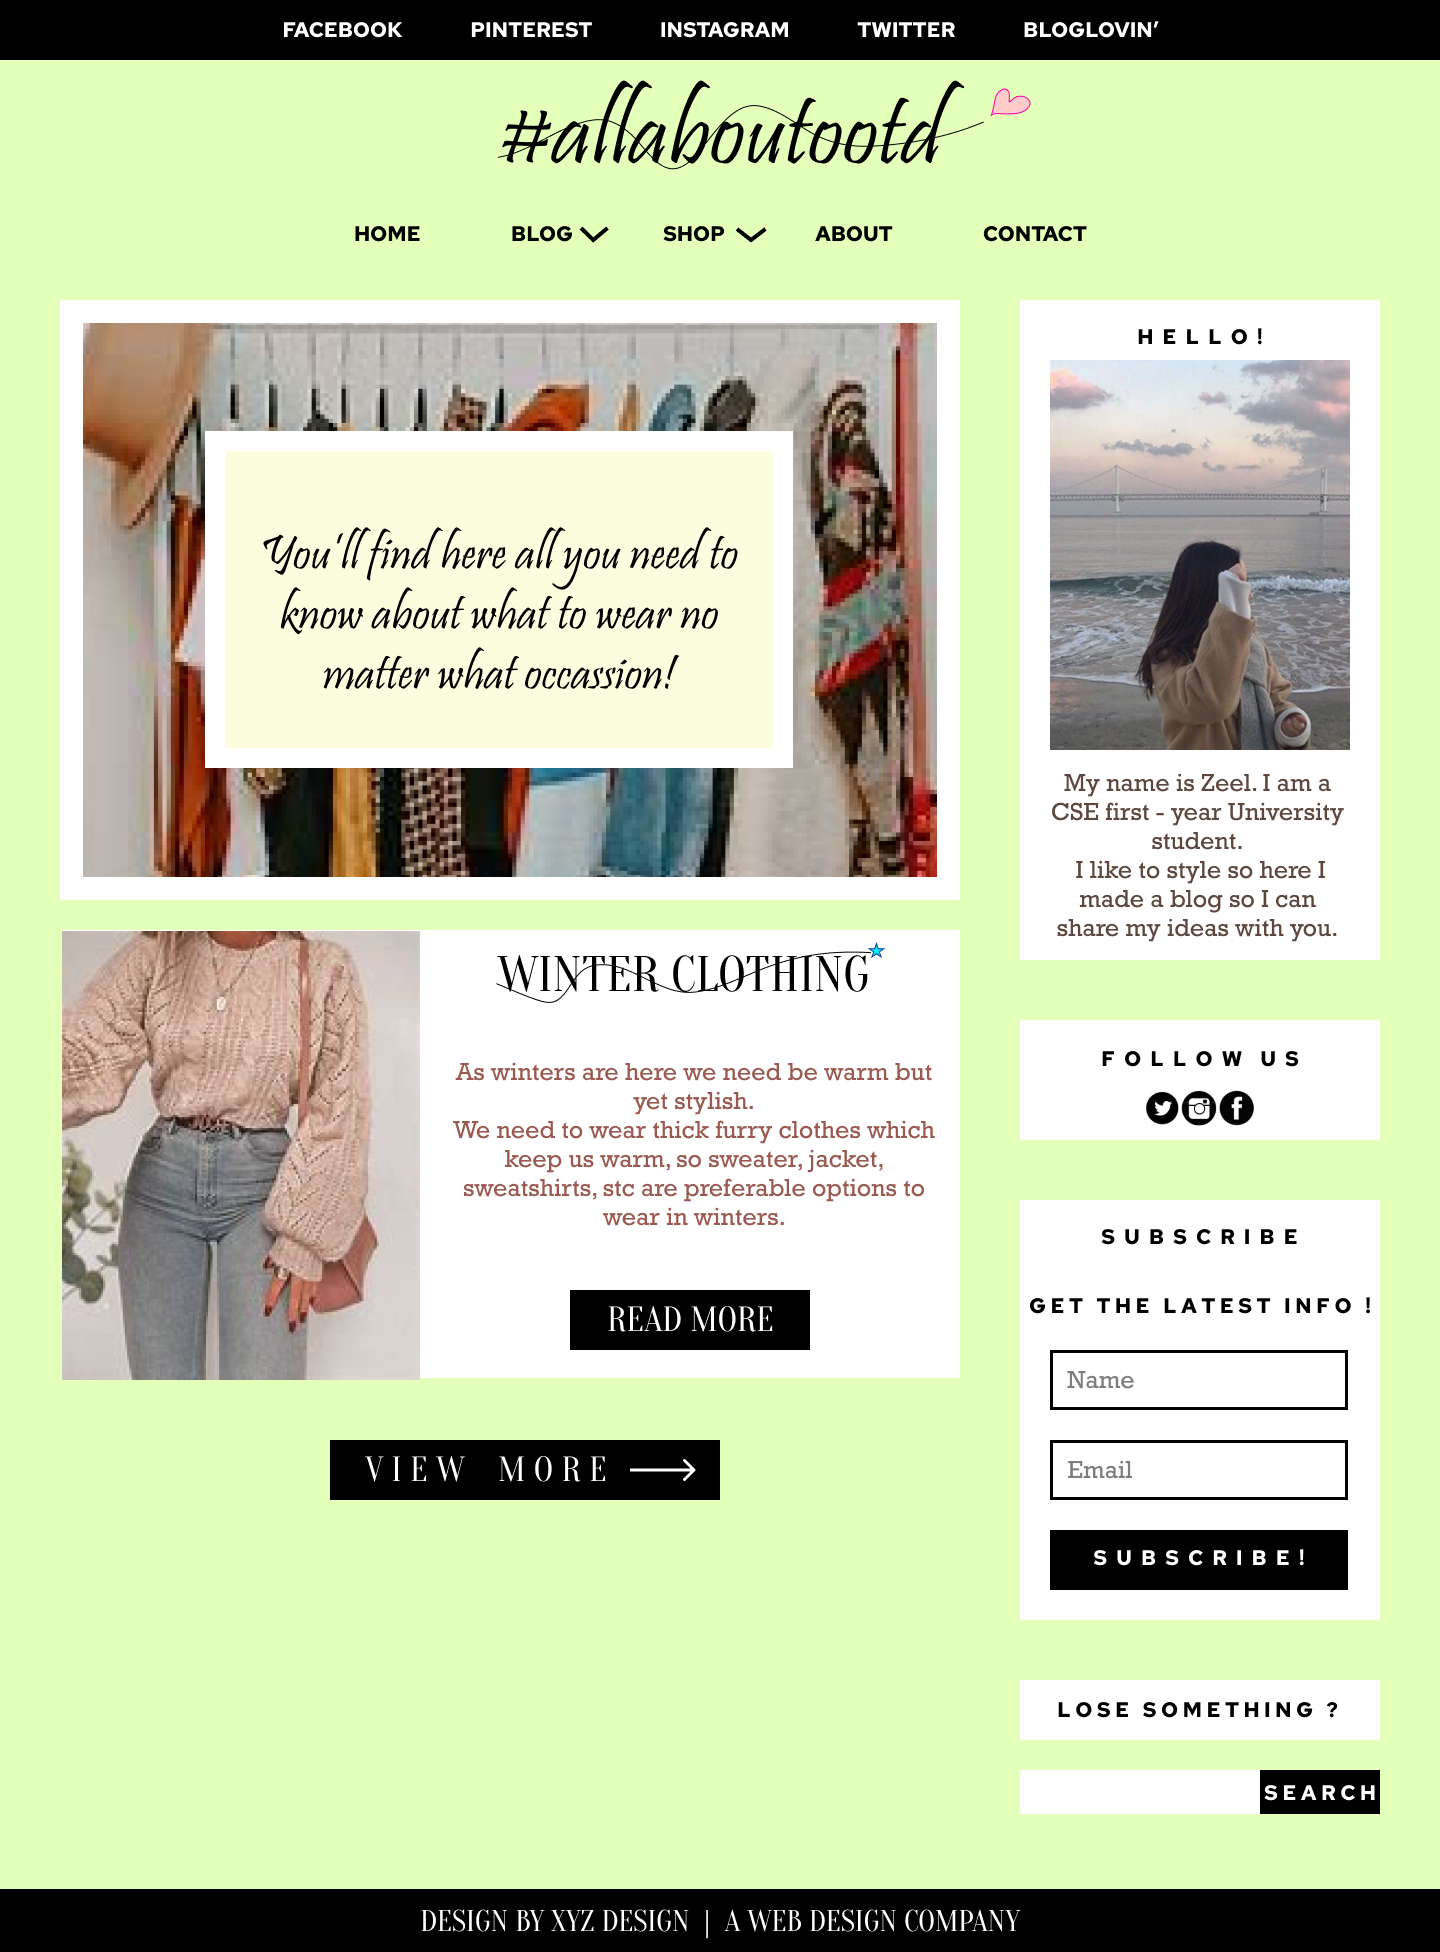 FACEBOOK PINTEREST INSTAGRAM TWITTER BLOGLOVIN'
#allaboutootd
HOME BLOG SHOP ABOUT CONTACT
You'll find here all you need to
know about what to wear no
matter what occassion!
HELLO!
My name is Zeel. I am a
CSE first - year University
student.
I like to style so here I
made a blog so I can
share my ideas with you.
WINTER CLOTHING
As winters are here we need be warm but
yet stylish.
We need to wear thick furry clothes which
keep us warm, so sweater, jacket,
sweatshirts, stc are preferable options to
wear in winters.
READ MORE
VIEW MORE
FOLLOW US
SUBSCRIBE
GET THE LATEST INFO !
Name
Email
SUBSCRIBE!
LOSE SOMETHING ?
SEARCH
DESIGN BY XYZ DESIGN | A WEB DESIGN COMPANY